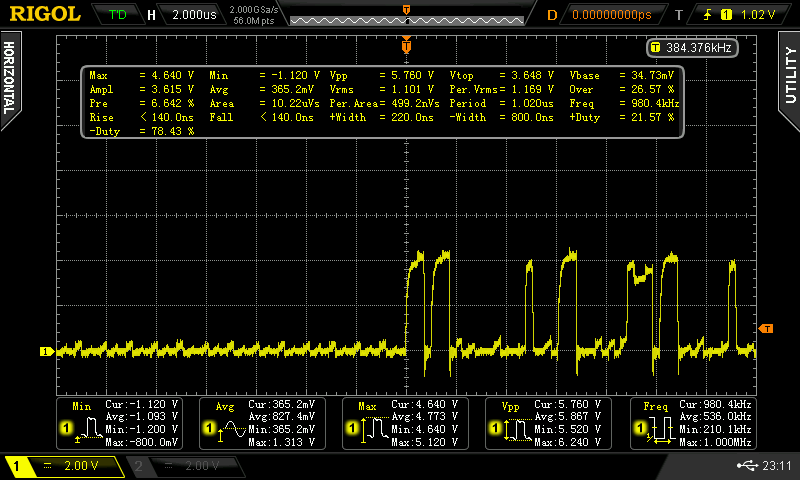 RIGOL T'D H 2.000us 2.000GSa/s 56.0M pts D 0.00000000ps T 1 1.02 V
HORIZONTAL
UTILITY
T
T 384.376kHz
Max = 4.640 V Min = -1.120 V Vpp = 5.760 V Vtop = 3.648 V Vbase = 34.73mV
Ampl = 3.615 V Avg = 365.2mV Vrms = 1.101 V Per.Vrms= 1.169 V Over = 26.57 %
Pre = 6.642 % Area = 10.22uVs Per.Area= 499.2nVs Period = 1.020us Freq = 980.4kHz
Rise < 140.0ns Fall < 140.0ns +Width = 220.0ns -Width = 800.0ns +Duty = 21.57 %
-Duty = 78.43 %
T
1
1 Min Cur:-1.120 V
Avg:-1.093 V
Min:-1.200 V
Max:-800.0mV
1 Avg Cur:365.2mV
Avg:827.4mV
Min:365.2mV
Max:1.313 V
1 Max Cur:4.640 V
Avg:4.773 V
Min:4.640 V
Max:5.120 V
1 Vpp Cur:5.760 V
Avg:5.867 V
Min:5.520 V
Max:6.240 V
1 Freq Cur:980.4kHz
Avg:536.0kHz
Min:210.1kHz
Max:1.000MHz
1 2.00 V 2 2.00 V 23:11